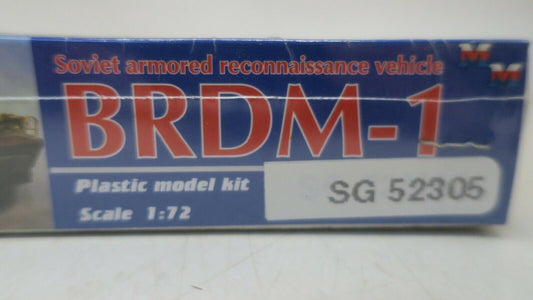 Soviet armored reconnaissance vehicle
BRDM-1
Plastic model kit
SG 52305
Scale 1:72
M
M